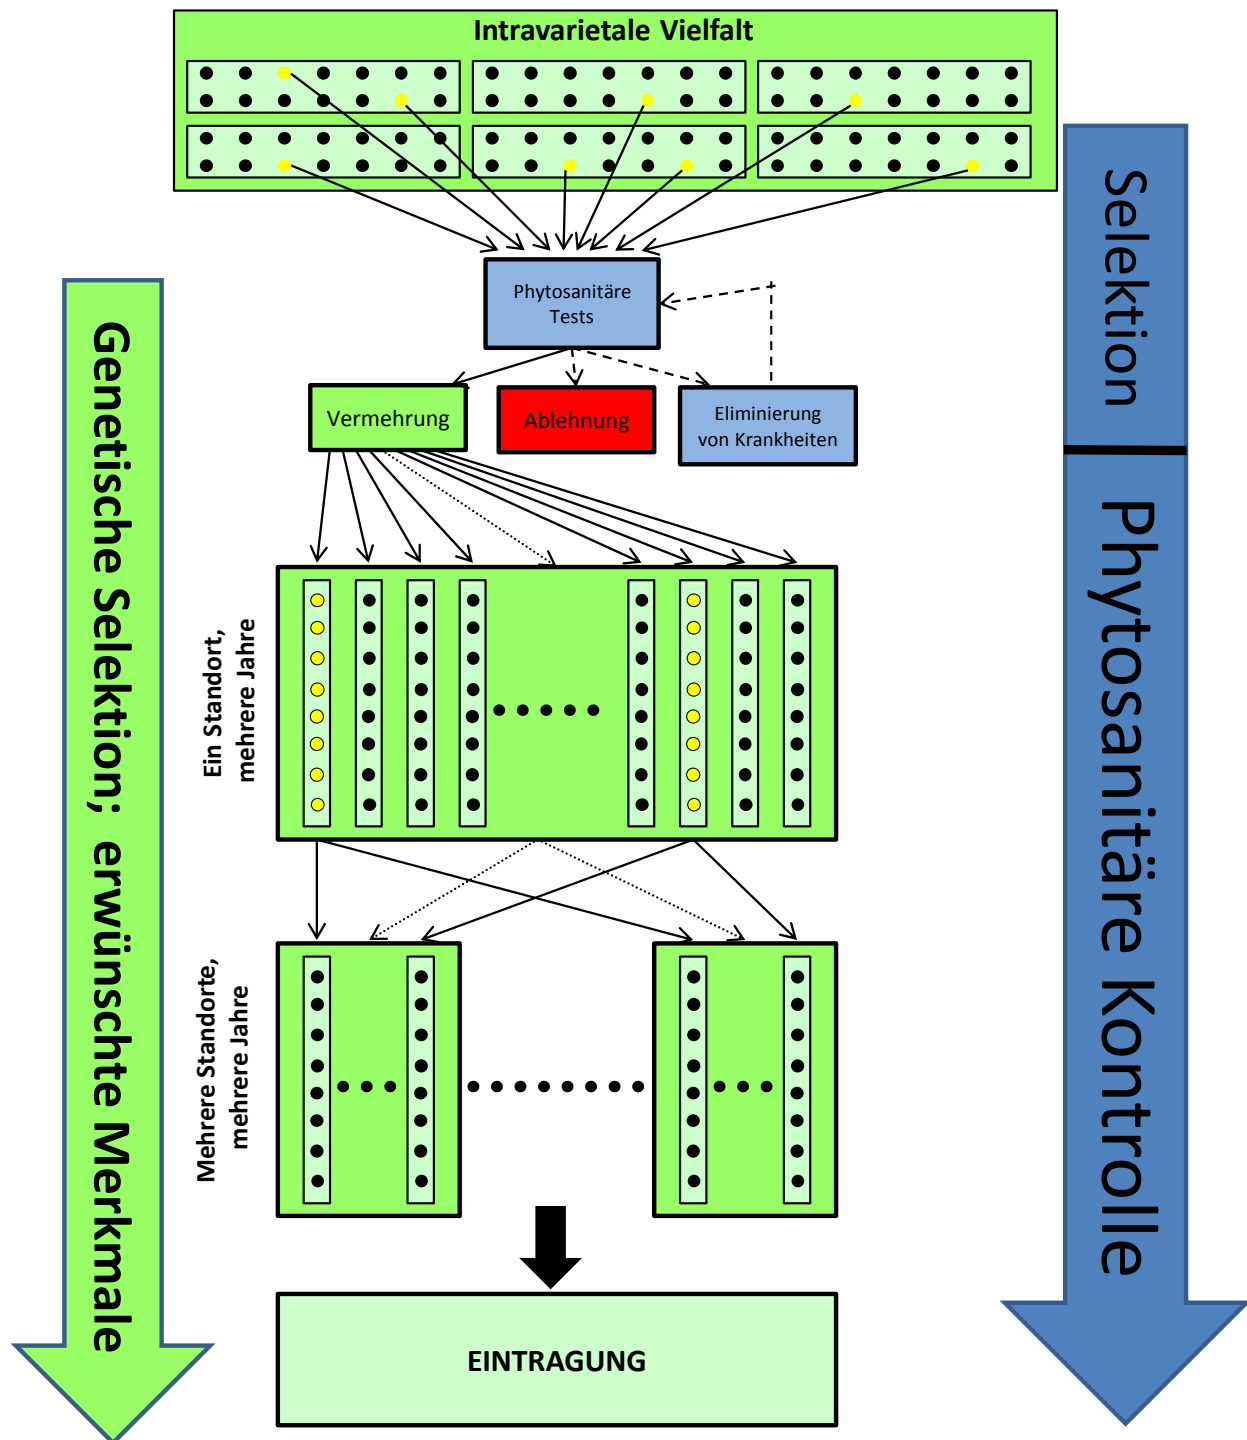 Intravarietale Vielfalt
Phytosanitäre
Tests
Vermehrung
Ablehnung
Eliminierung
von Krankheiten
Ein Standort,
mehrere Jahre
Mehrere Standorte,
mehrere Jahre
EINTRAGUNG
Genetische Selektion; erwünschte Merkmale
Selektion
Phytosanitäre Kontrolle